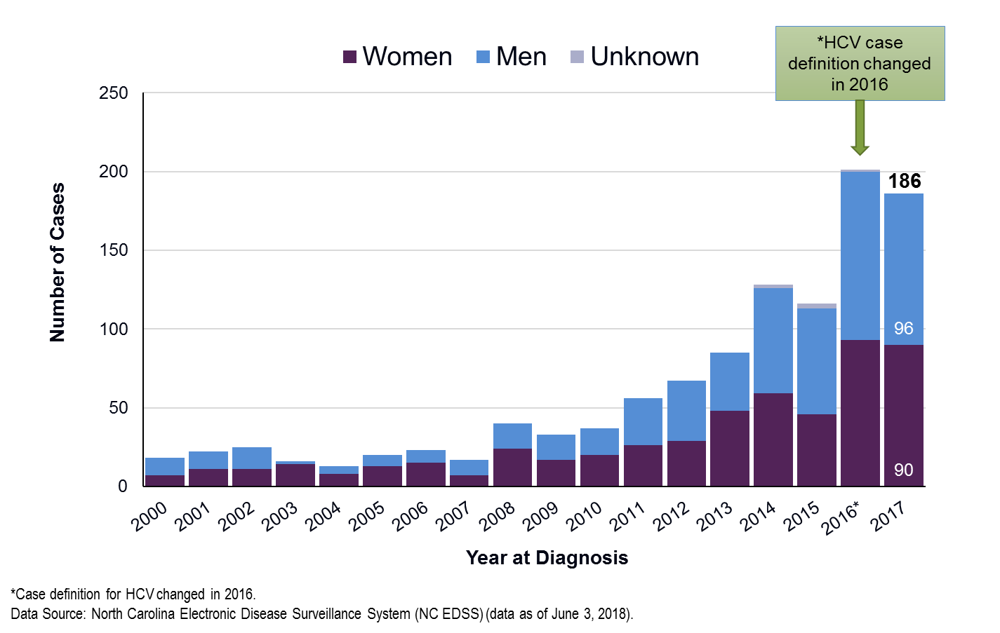 *HCV case
definition changed
in 2016
Women Men Unknown
250
200
150
100
50
0
Number of Cases
186
96
90
2000 2001 2002 2003 2004 2005 2006 2007 2008 2009 2010 2011 2012 2013 2014 2015 2016* 2017
Year at Diagnosis
*Case definition for HCV changed in 2016.
Data Source: North Carolina Electronic Disease Surveillance System (NC EDSS) (data as of June 3, 2018).